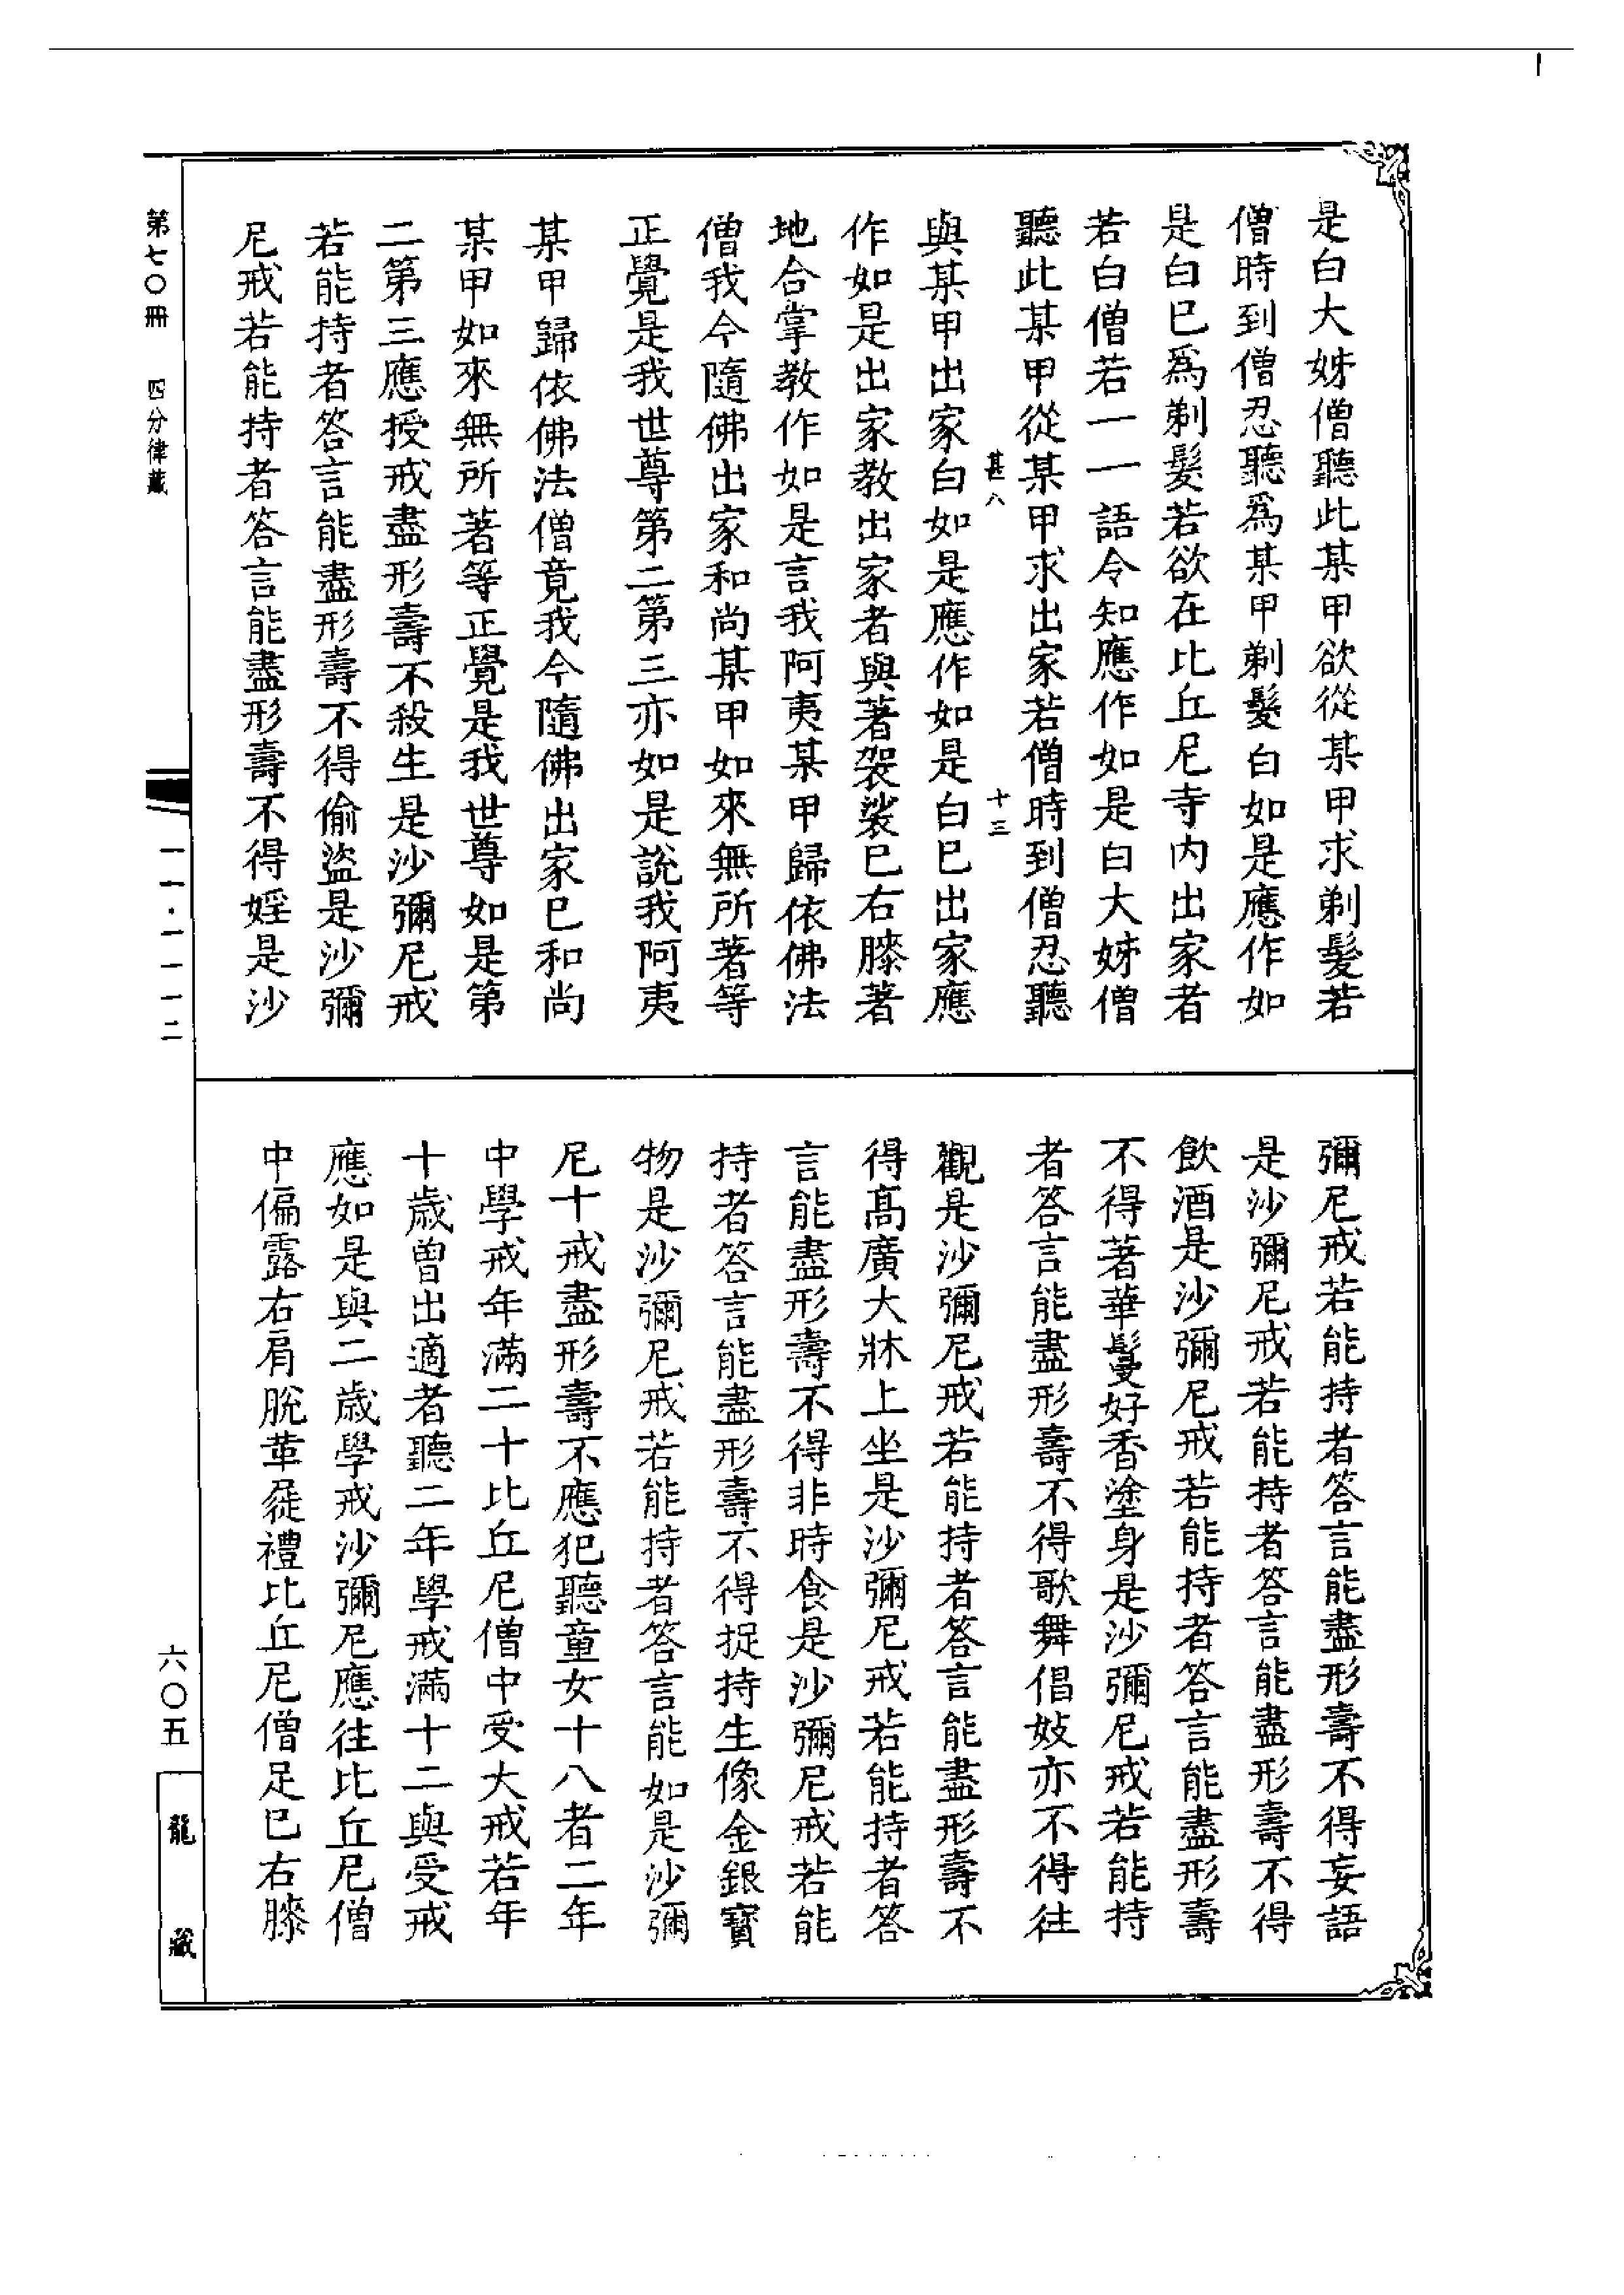 是白大姊僧聽此某甲欲從某甲求剃髮若
僧時到僧忍聽爲某甲剃髮白如是應作如
是白已爲剃髮若欲在比丘尼寺內出家者
若白僧若一一語令知應作如是白大姊僧
聽此某甲從某甲求出家若僧時到僧忍聽
甚八
十三
與某甲出家白如是應作如是白已出家應
作如是出家教出家者與著袈裟已右膝著
地合掌教作如是言我阿夷某甲歸依佛法
僧我今隨佛出家和尚某甲如來無所著等
正覺是我世尊第二第三亦如是說我阿夷
某甲歸依佛法僧竟我今隨佛出家已和尚
某甲如來無所著等正覺是我世尊如是第
二第三應授戒盡形壽不殺生是沙彌尼戒
若能持者答言能盡形壽不得偷盜是沙彌
尼戒若能持者答言能盡形壽不得婬是沙
彌尼戒若能持者答言能盡形壽不得妄語
是沙彌尼戒若能持者答言能盡形壽不得
飲酒是沙彌尼戒若能持者答言能盡形壽
不得著華鬘好香塗身是沙彌尼戒若能持
者答言能盡形壽不得歌舞倡妓亦不得往
觀是沙彌尼戒若能持者答言能盡形壽不
得高廣大牀上坐是沙彌尼戒若能持者答
言能盡形壽不得非時食是沙彌尼戒若能
持者答言能盡形壽不得捉持生像金銀寶
物是沙彌尼戒若能持者答言能如是沙彌
尼十戒盡形壽不應犯聽童女十八者二年
中學戒年滿二十比丘尼僧中受大戒若年
十歲曾出適者聽二年學戒滿十二與受戒
應如是與二歲學戒沙彌尼應往比丘尼僧
中偏露右肩脫革屣禮比丘尼僧足已右膝
第七〇冊 四分律藏
一一·一一一二
六〇五
龍藏